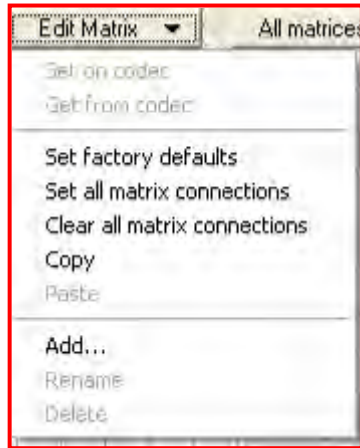 Edit Matrix All matrices
Set on codec
Get from codec
Set factory defaults
Set all matrix connections
Clear all matrix connections
Copy
Paste
Add...
Rename
Delete